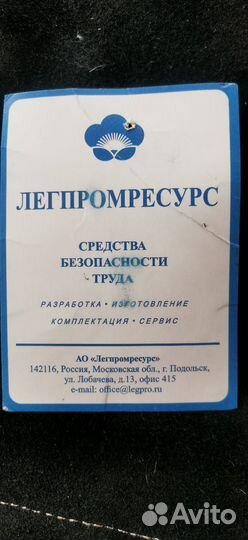 ЛЕГПРОМРЕСУРС
СРЕДСТВА
БЕЗОПАСНОСТИ
ТРУДА
РАЗРАБОТКА • ИЗГОТОВЛЕНИЕ
КОМПЛЕКТАЦИЯ • СЕРВИС
АО «Легпромресурс»
142116, Россия, Московская обл., г. Подольск,
ул. Лобачева, д.13, офис 415
e-mail: office@legpro.ru
Avito